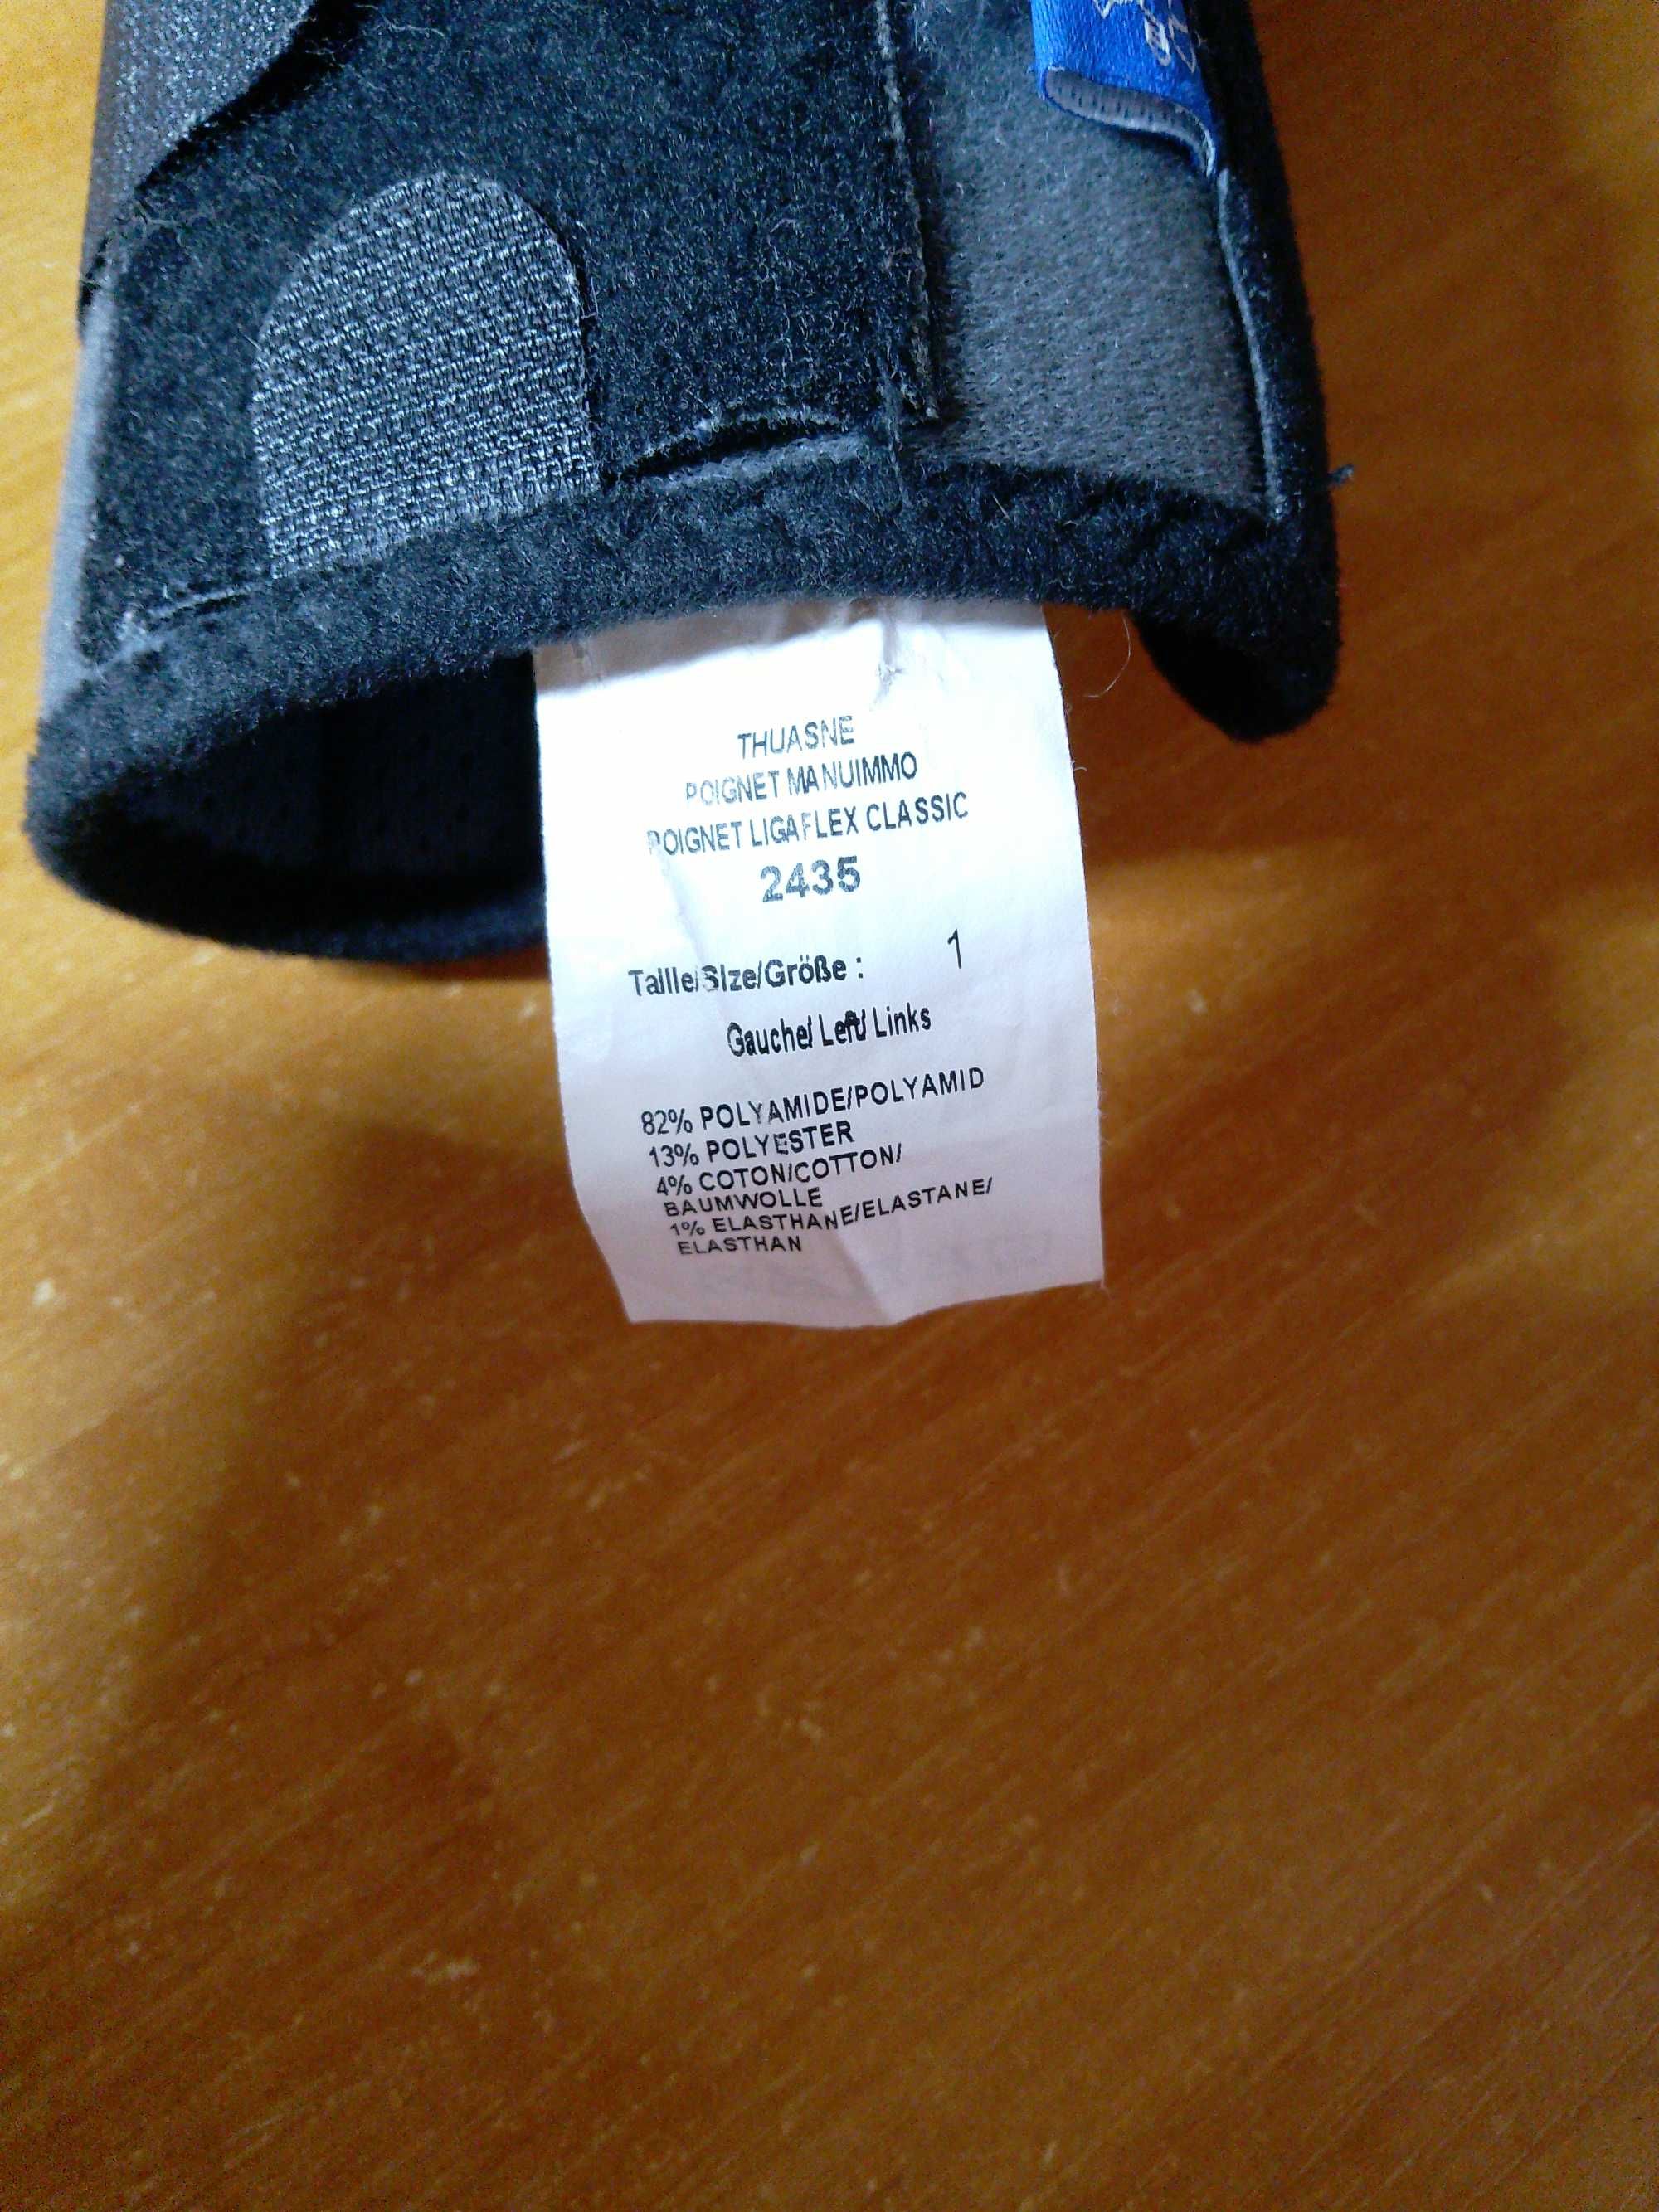 THUASNE
POIGNET MANUIMMO
POIGNET LIGAFLEX CLASSIC
2435
Taille/Size/Größe : 1
Gauche/ Left/ Links
82% POLYAMIDE/POLYAMID
13% POLYESTER
4% COTON/COTTON/
BAUMWOLLE
1% ELASTHANE/ELASTANE/
ELASTHAN